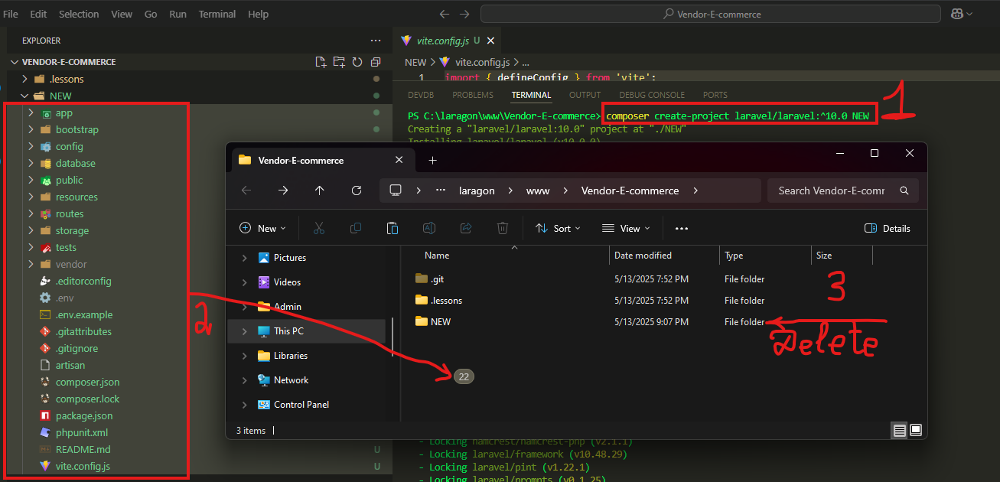 File Edit Selection View Go Run Terminal Help
Vendor-E-commerce
EXPLORER
VENDOR-E-COMMERCE
.lessons
NEW
app
bootstrap
config
database
public
resources
routes
storage
tests
vendor
.editorconfig
.env
.env.example
.gitattributes
.gitignore
artisan
composer.json
composer.lock
package.json
phpunit.xml
README.md U
vite.config.js U
2
vite.config.js U
NEW > vite.config.js > ...
1 import { defineConfig } from 'vite';
DEVDB PROBLEMS TERMINAL OUTPUT DEBUG CONSOLE PORTS
PS C:\laragon\www\Vendor-E-commerce> composer create-project laravel/laravel:^10.0 NEW
1
Creating a "laravel/laravel:10.0" project at "./NEW"
Installing laravel/laravel (v10.0.0)
Vendor-E-commerce
laragon > www > Vendor-E-commerce >
Search Vendor-E-comr
New Sort View Details
Pictures
Videos
Admin
This PC
Libraries
Network
Control Panel
Name Date modified Type Size
.git 5/13/2025 7:52 PM File folder
.lessons 5/13/2025 7:52 PM File folder
NEW 5/13/2025 9:07 PM File folder
3
Delete
22
3 items
- Locking hamcrest/hamcrest-php (v2.1.1)
- Locking laravel/framework (v10.48.29)
- Locking laravel/pint (v1.22.1)
- Locking laravel/prompts (v0.1.25)